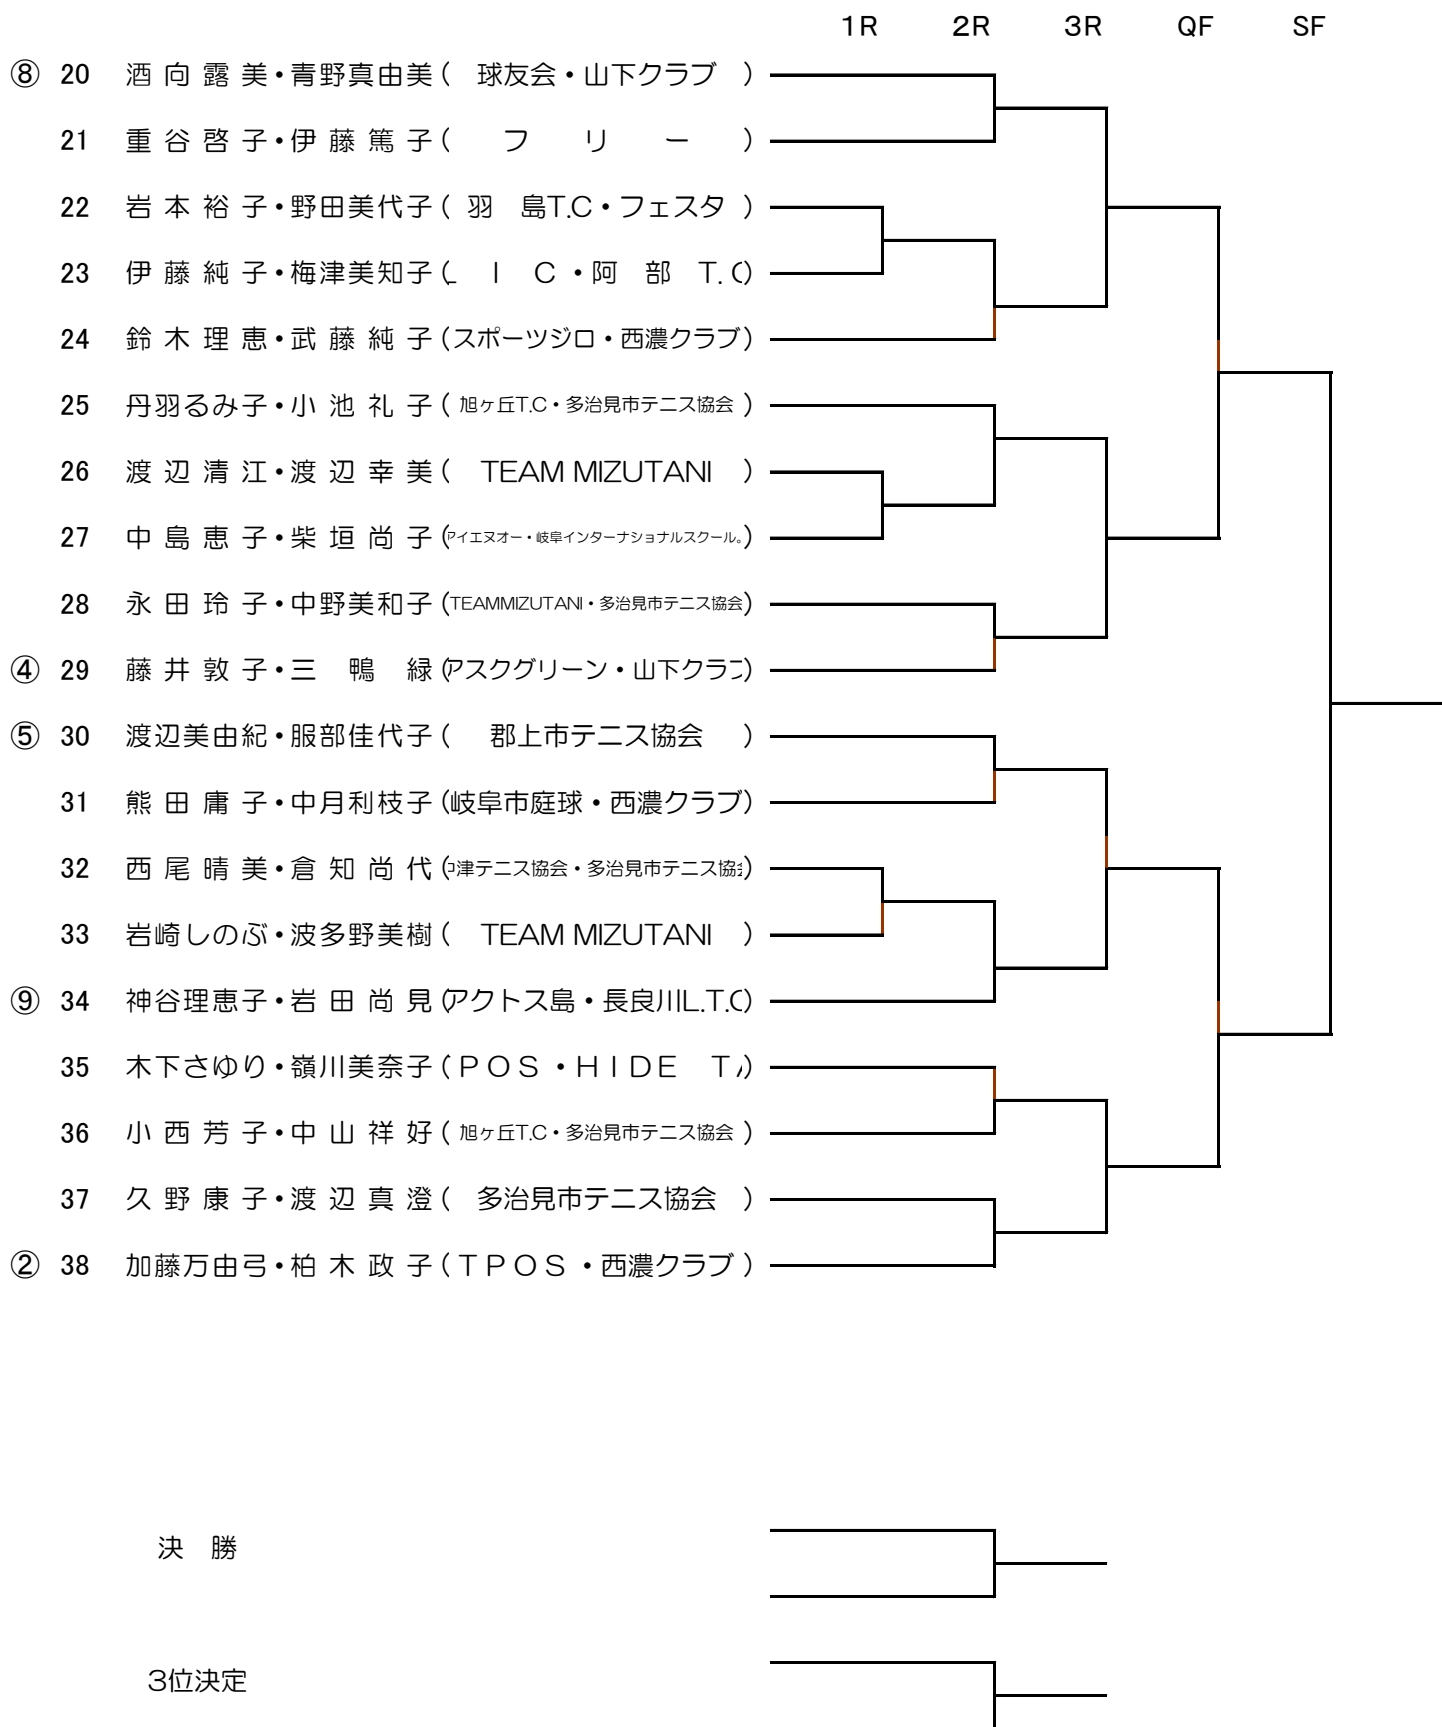 1R 2R 3R QF SF
⑧ 20 酒向露美・青野真由美( 球友会・山下クラブ )
21 重谷啓子・伊藤篤子( フリー )
22 岩本裕子・野田美代子( 羽島T.C・フェスタ )
23 伊藤純子・梅津美知子( I C・阿部 T.C)
24 鈴木理恵・武藤純子(スポーツジロ・西濃クラブ)
25 丹羽るみ子・小池礼子( 旭ヶ丘T.C・多治見市テニス協会 )
26 渡辺清江・渡辺幸美( TEAM MIZUTANI )
27 中島恵子・柴垣尚子(アイエヌオー・岐阜インターナショナルスクール。)
28 永田玲子・中野美和子(TEAMMIZUTANI・多治見市テニス協会)
④ 29 藤井敦子・三鴨緑(アスクグリーン・山下クラブ)
⑤ 30 渡辺美由紀・服部佳代子( 郡上市テニス協会 )
31 熊田庸子・中月利枝子(岐阜市庭球・西濃クラブ)
32 西尾晴美・倉知尚代(津テニス協会・多治見市テニス協会)
33 岩崎しのぶ・波多野美樹( TEAM MIZUTANI )
⑨ 34 神谷理恵子・岩田尚見(アクトス島・長良川L.T.C)
35 木下さゆり・嶺川美奈子(POS・HIDE T)
36 小西芳子・中山祥好( 旭ヶ丘T.C・多治見市テニス協会 )
37 久野康子・渡辺真澄( 多治見市テニス協会 )
② 38 加藤万由弓・柏木政子(TPOS・西濃クラブ)
決 勝
3位決定